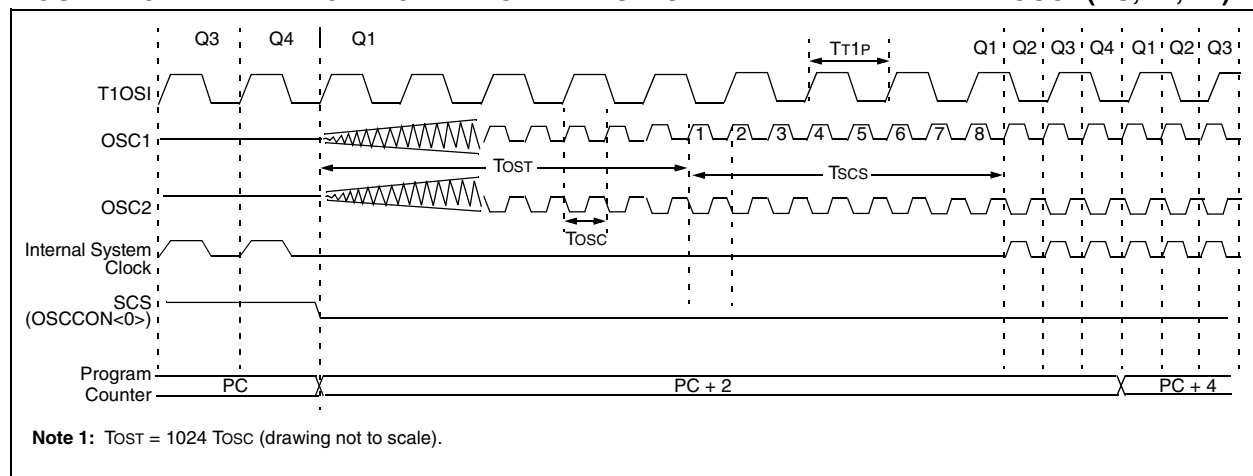 Q3 Q4 Q1 TT1P Q1 Q2 Q3 Q4 Q1 Q2 Q3
T1OSI
OSC1
1 2 3 4 5 6 7 8
TOST TSCS
OSC2
TOSC
Internal System
Clock
SCS
(OSCCON<0>)
Program
Counter
PC PC + 2 PC + 4
Note 1: TOST = 1024 TOSC (drawing not to scale).